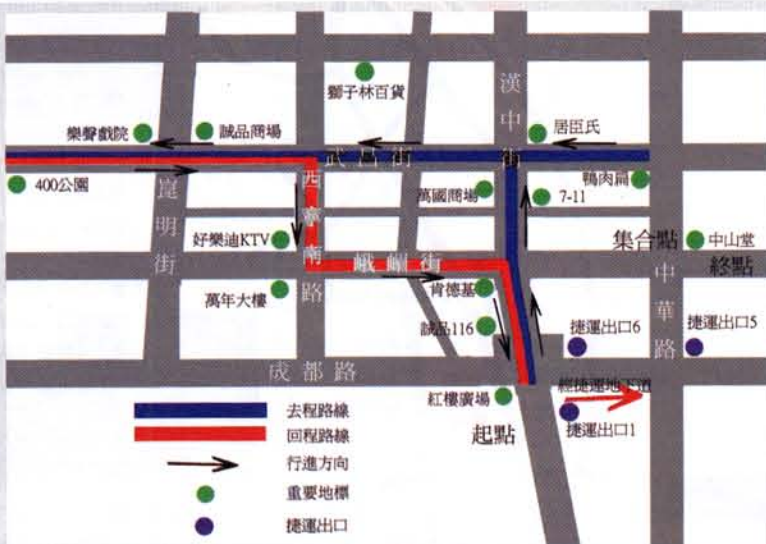 獅子林百貨
漢中街
樂聲戲院
誠品商場
居臣氏
武昌街
400公園
崑明街
西寧南路
萬國商場
7-11
鴨肉扁
好樂迪KTV
峨嵋街
集合點
中山堂
終點
中華路
萬年大樓
肯德基
誠品116
捷運出口6
捷運出口5
成都路
紅樓廣場
起點
經捷運地下道
捷運出口1
去程路線
回程路線
行進方向
重要地標
捷運出口